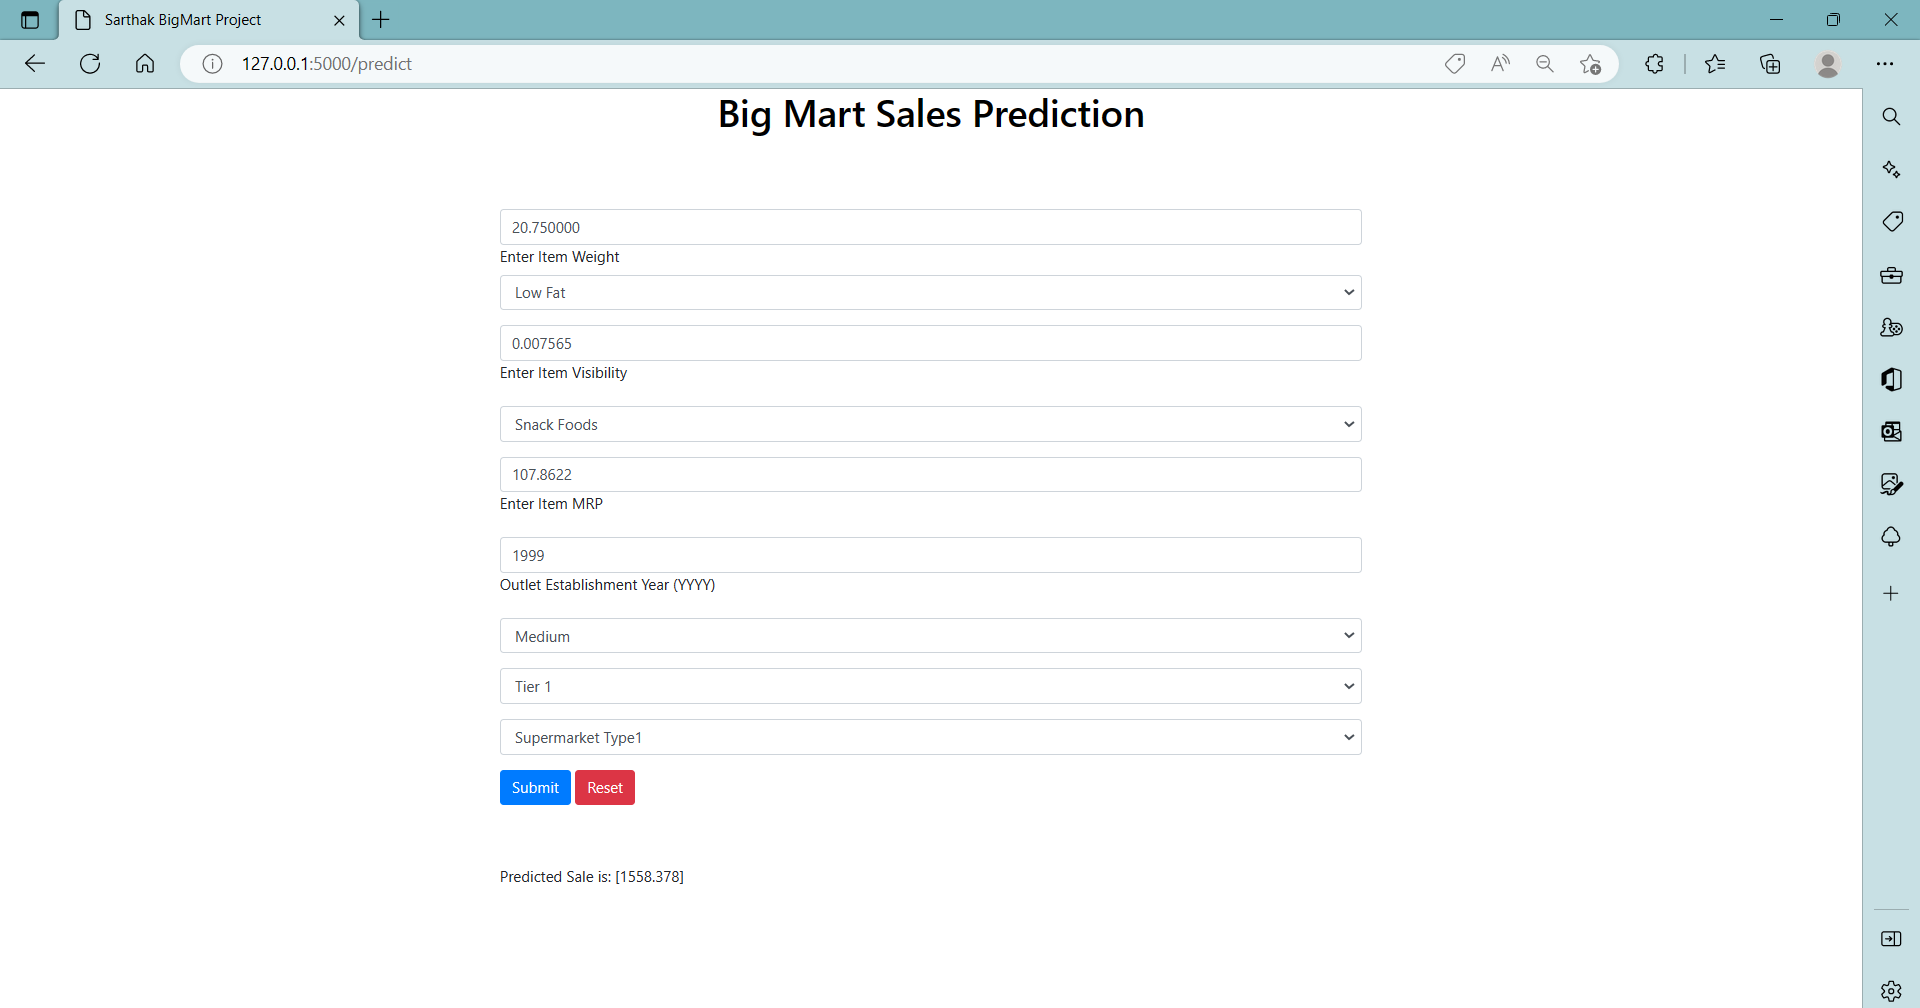 Sarthak BigMart Project
127.0.0.1:5000/predict
Big Mart Sales Prediction
20.750000
Enter Item Weight
Low Fat
0.007565
Enter Item Visibility
Snack Foods
107.8622
Enter Item MRP
1999
Outlet Establishment Year (YYYY)
Medium
Tier 1
Supermarket Type1
Submit Reset
Predicted Sale is: [1558.378]